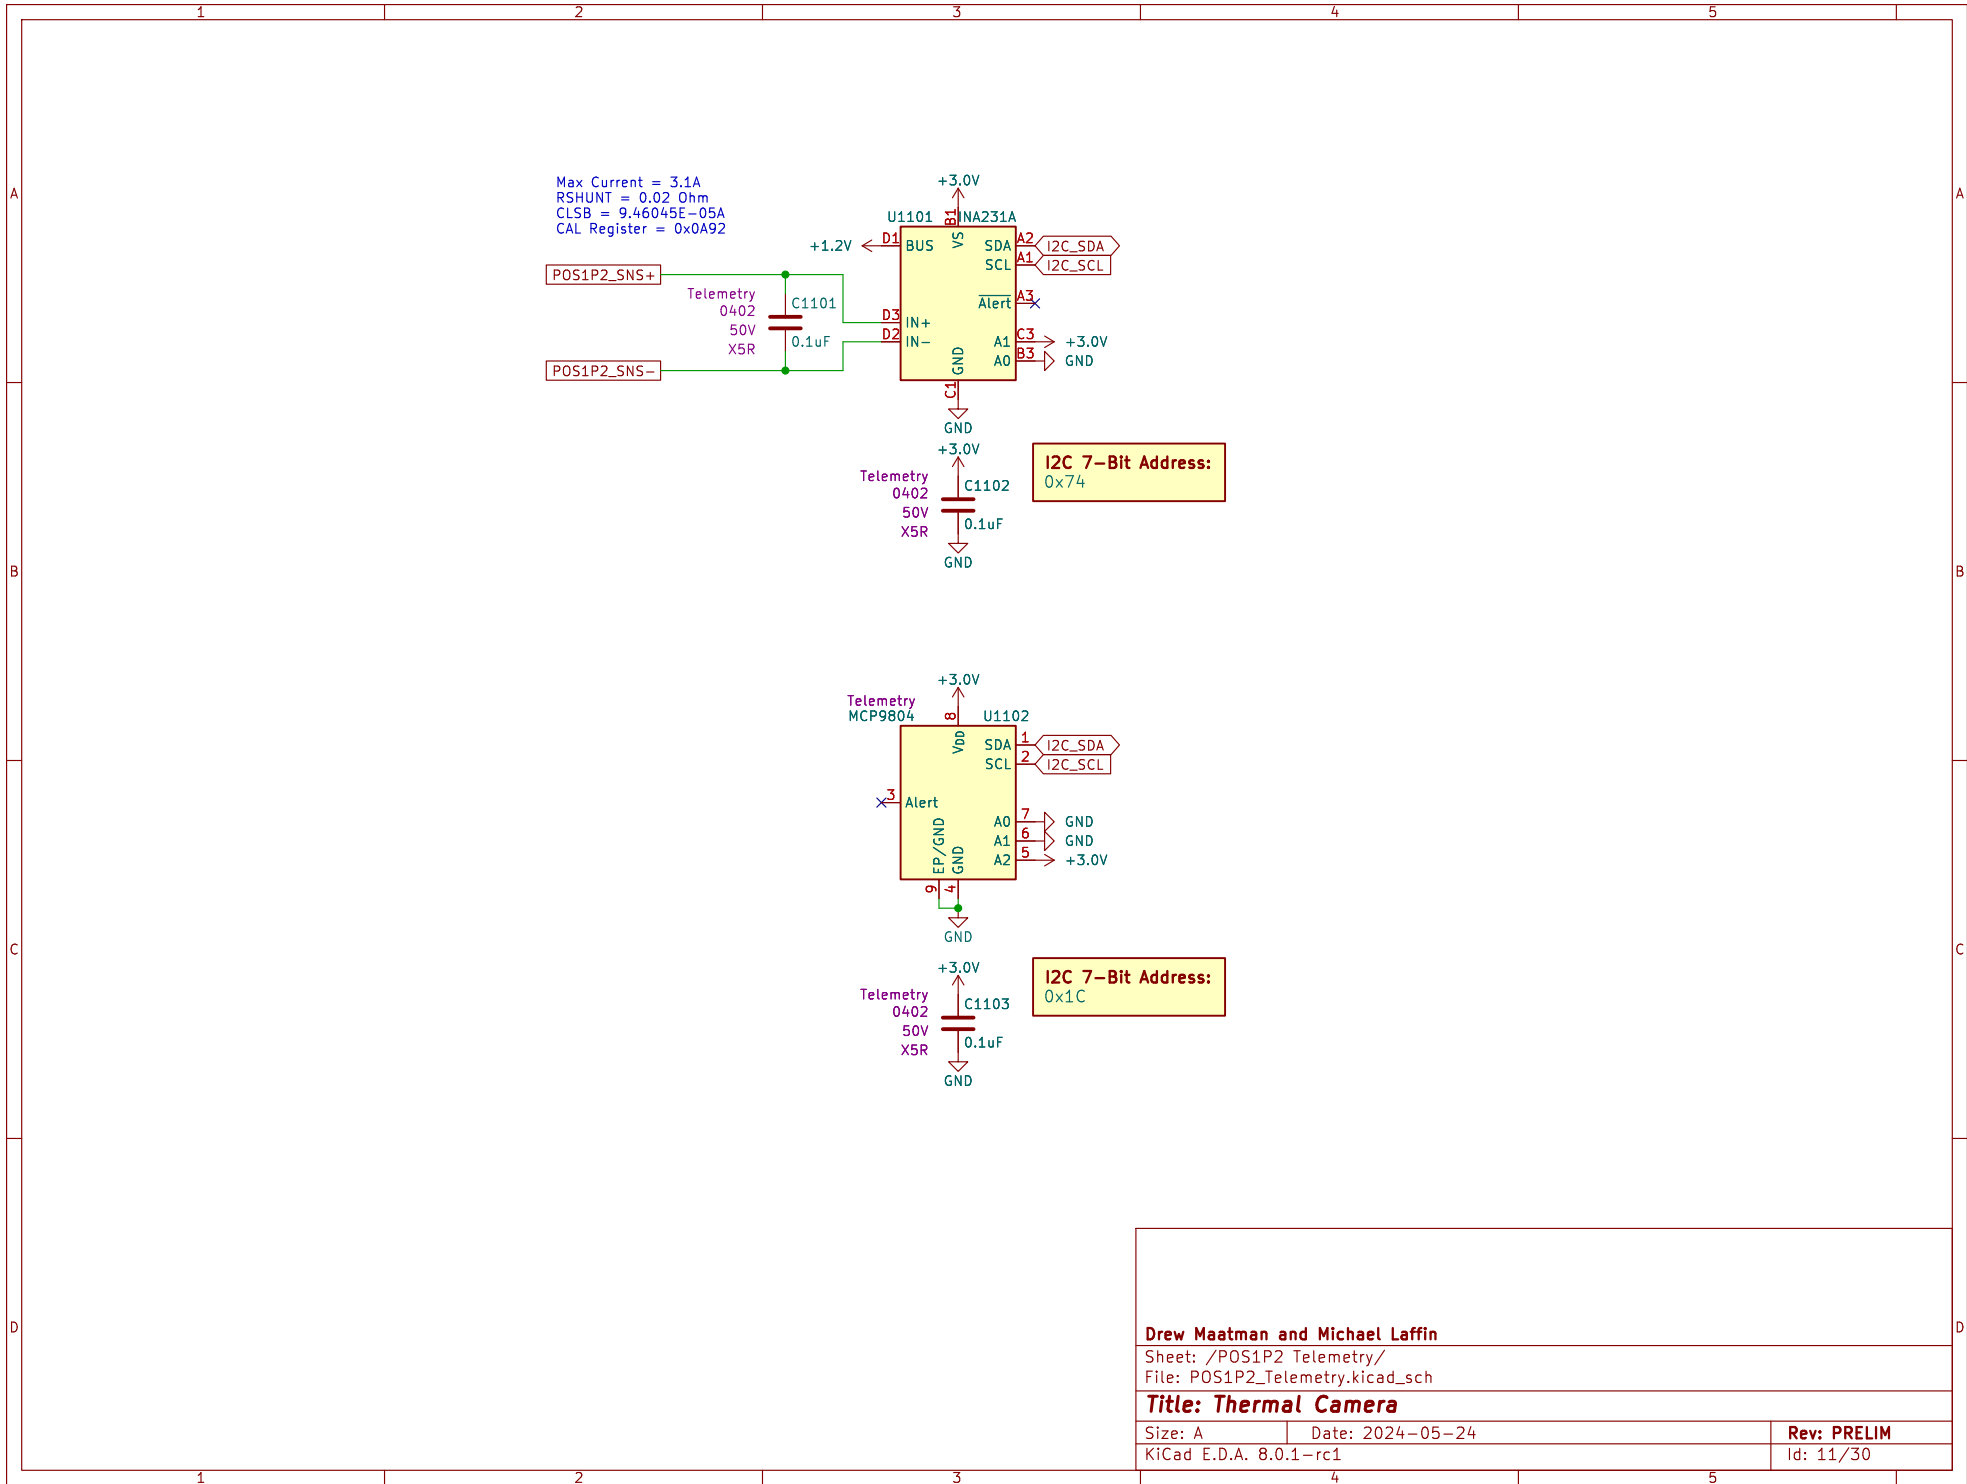 1 2 3 4 5
A A
B B
C C
D D
Max Current = 3.1A
RSHUNT = 0.02 Ohm
CLSB = 9.46045E-05A
CAL Register = 0x0A92
+3.0V
U1101 INA231A
B1
VS
+1.2V
D1 BUS
SDA A2 I2C_SDA
SCL A1 I2C_SCL
POS1P2_SNS+
Telemetry
0402
50V
X5R
C1101
0.1uF
Alert A3
D3 IN+
D2 IN-
A1 C3 +3.0V
A0 B3 GND
POS1P2_SNS-
GND
C1
GND
+3.0V
Telemetry
0402
50V
X5R
C1102
0.1uF
GND
I2C 7-Bit Address:
0x74
+3.0V
Telemetry
MCP9804
U1102
8
VDD
SDA 1 I2C_SDA
SCL 2 I2C_SCL
3 Alert
A0 7 GND
A1 6 GND
A2 5 +3.0V
EP/GND
GND
9 4
GND
+3.0V
Telemetry
0402
50V
X5R
C1103
0.1uF
GND
I2C 7-Bit Address:
0x1C
Drew Maatman and Michael Laffin
Sheet: /POS1P2 Telemetry/
File: POS1P2_Telemetry.kicad_sch
Title: Thermal Camera
Size: A Date: 2024-05-24 Rev: PRELIM
KiCad E.D.A. 8.0.1-rc1 Id: 11/30
1 2 3 4 5